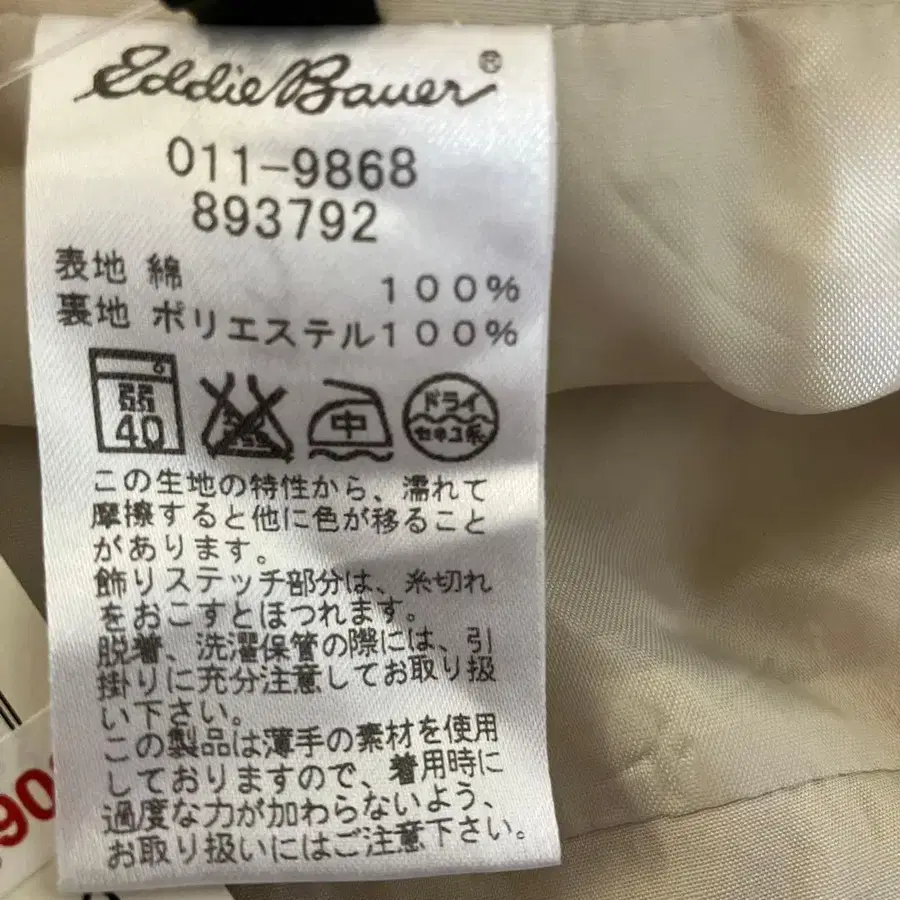 Eddie Bauer®
011-9868
893792
表地 綿 100%
裏地 ポリエステル100%
弱
40
中
ドライ
セキユ系
この生地の特性から、濡れて
摩擦すると他に色が移ること
があります。
飾りステッチ部分は、糸切れ
をおこすとほつれます。
脱着、洗濯保管の際には、引
掛りに充分注意してお取り扱
い下さい。
この製品は薄手の素材を使用
しておりますので、着用時に
過度な力が加わらないよう、
お取り扱いにはご注意下さい。
90